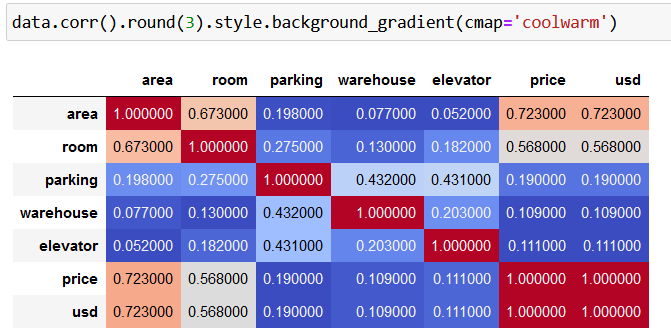 data.corr().round(3).style.background_gradient(cmap='coolwarm')
area room parking warehouse elevator price usd
area 1.000000 0.673000 0.198000 0.077000 0.052000 0.723000 0.723000
room 0.673000 1.000000 0.275000 0.130000 0.182000 0.568000 0.568000
parking 0.198000 0.275000 1.000000 0.432000 0.431000 0.190000 0.190000
warehouse 0.077000 0.130000 0.432000 1.000000 0.203000 0.109000 0.109000
elevator 0.052000 0.182000 0.431000 0.203000 1.000000 0.111000 0.111000
price 0.723000 0.568000 0.190000 0.109000 0.111000 1.000000 1.000000
usd 0.723000 0.568000 0.190000 0.109000 0.111000 1.000000 1.000000